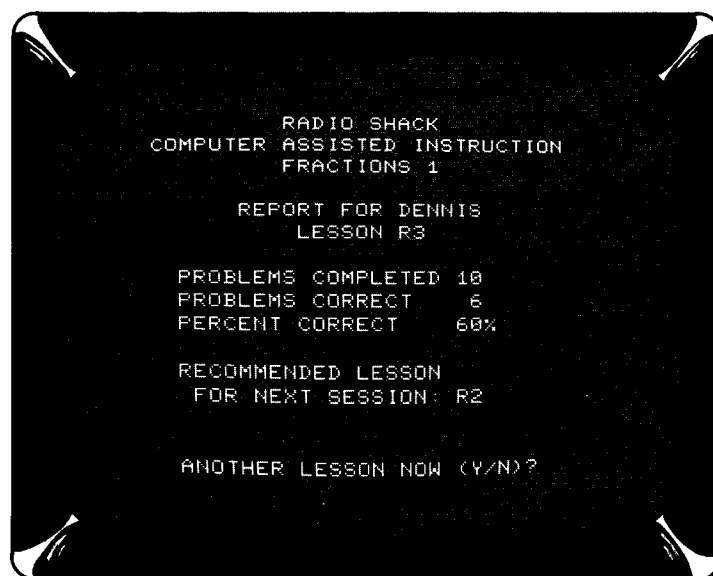 RADIO SHACK
COMPUTER ASSISTED INSTRUCTION
FRACTIONS 1
REPORT FOR DENNIS
LESSON R3
PROBLEMS COMPLETED 10
PROBLEMS CORRECT 6
PERCENT CORRECT 60%
RECOMMENDED LESSON
FOR NEXT SESSION: R2
ANOTHER LESSON NOW (Y/N)?